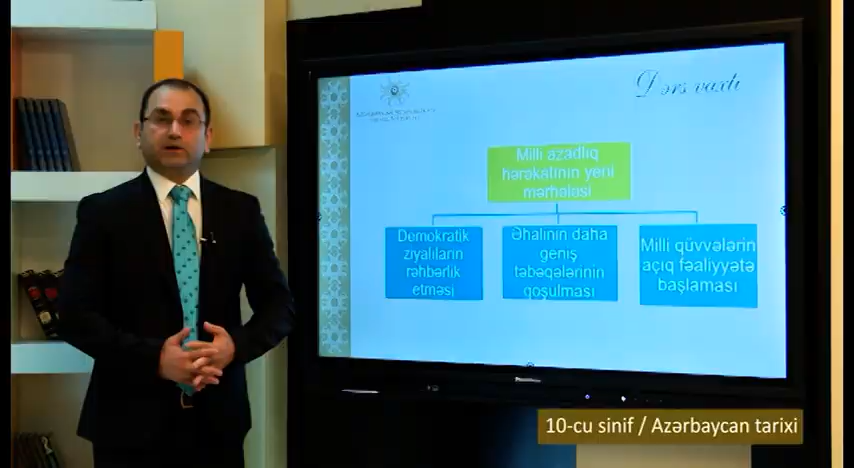 Dərs vaxtı
Milli azadlıq
hərəkatının yeni
mərhələsi
Demokratik
ziyalıların
rəhbərlik
etməsi
Əhalinin daha
geniş
təbəqələrinin
qoşulması
Milli qüvvələrin
açıq fəaliyyətə
başlaması
10-cu sinif / Azərbaycan tarixi